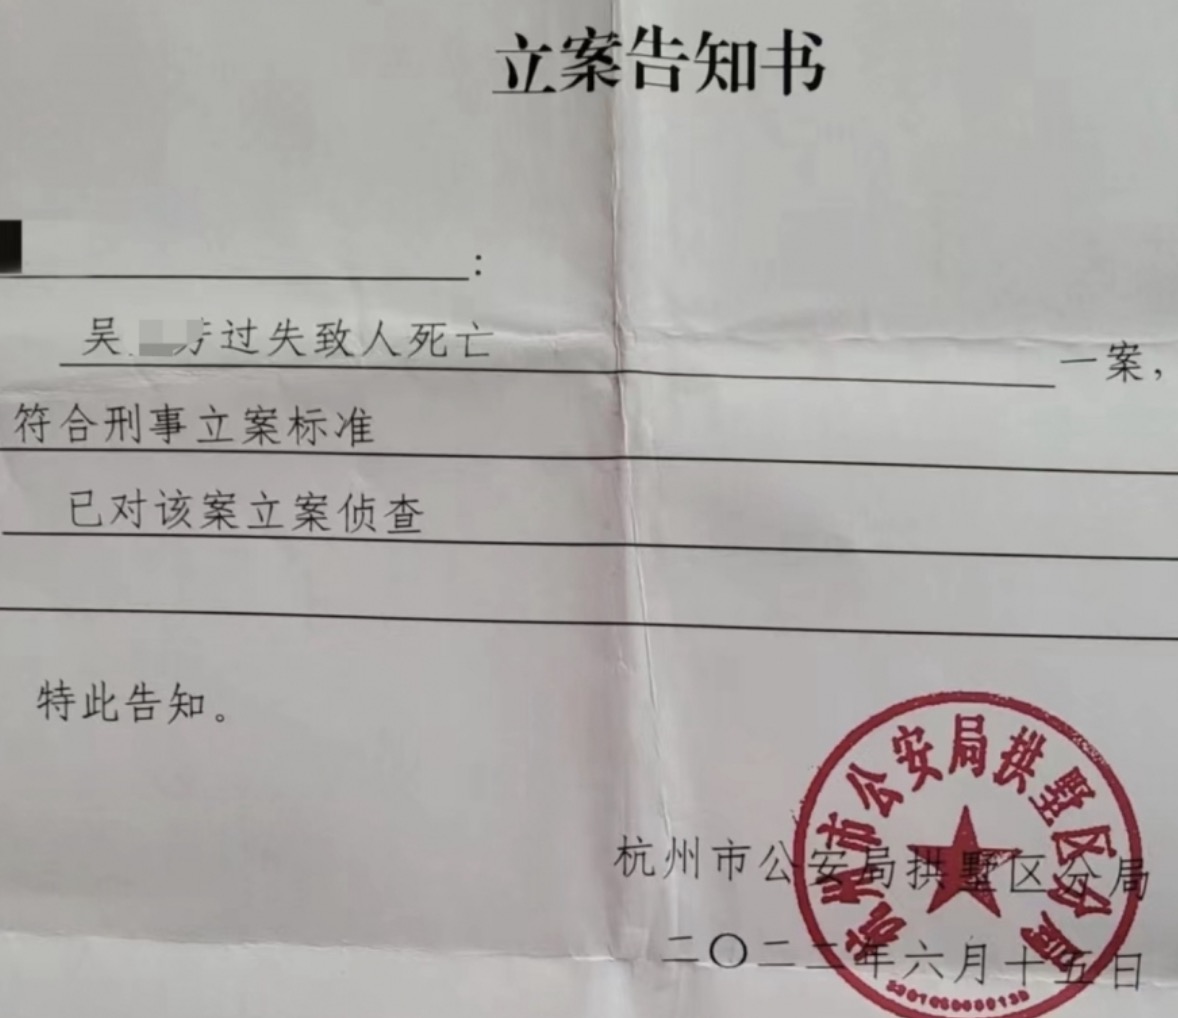 立案告知书
:
吴 芳过失致人死亡 一案，
符合刑事立案标准
已对该案立案侦查
特此告知。
杭州市公安局拱墅区分局
二〇二二年六月十五日
杭州市公安局拱墅区分局